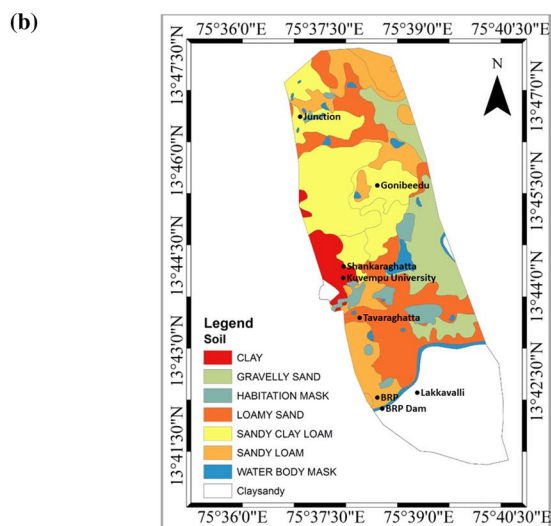 (b)
75°36'0"E 75°37'30"E 75°39'0"E 75°40'30"E
13°47'30"N
13°46'0"N
13°44'30"N
13°43'0"N
13°41'30"N
13°47'0"N
13°45'30"N
13°44'0"N
13°42'30"N
N
Junction
Gonibeedu
Shankaraghatta
Kuvempu University
Tavaraghatta
BRP
Lakkavalli
BRP Dam
Legend
Soil
CLAY
GRAVELLY SAND
HABITATION MASK
LOAMY SAND
SANDY CLAY LOAM
SANDY LOAM
WATER BODY MASK
Claysandy
75°36'0"E 75°37'30"E 75°39'0"E 75°40'30"E